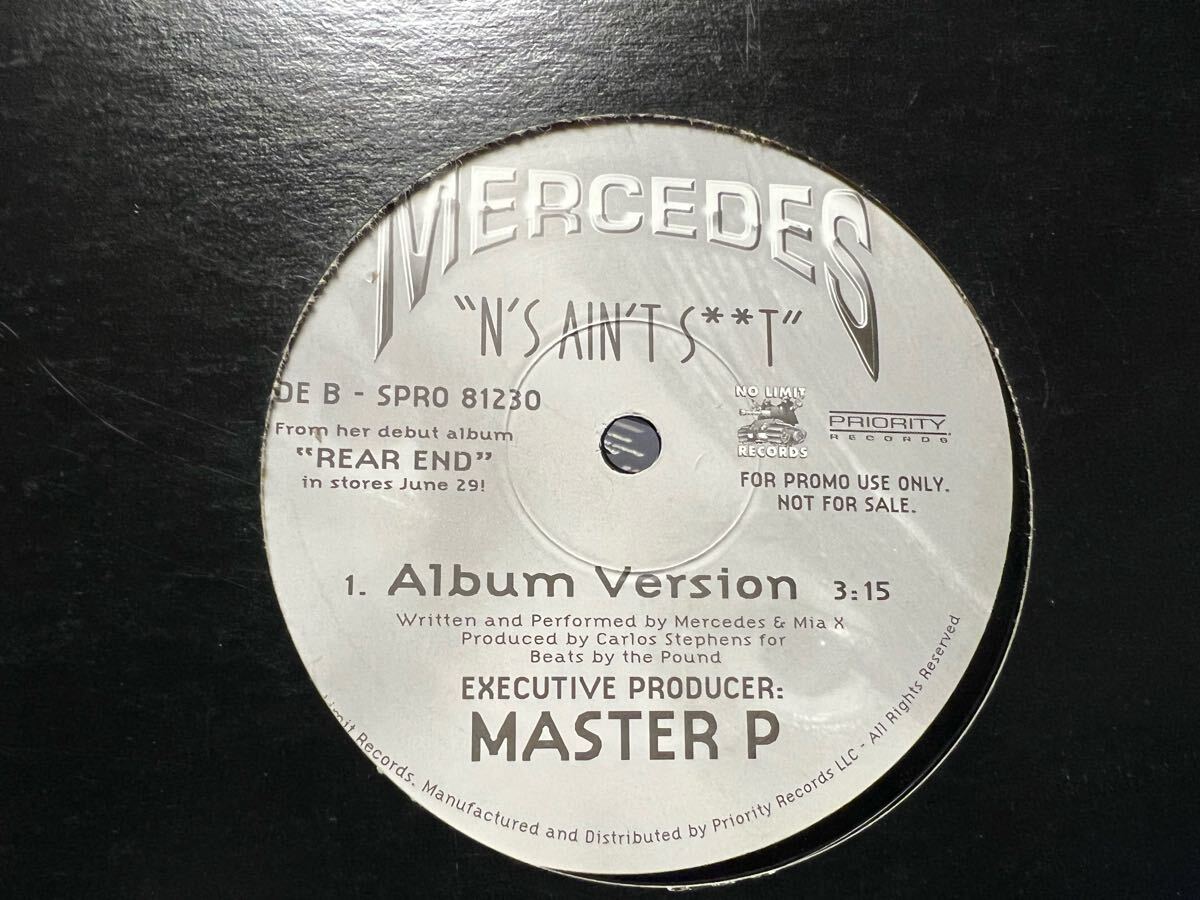 MERCEDES
"N'S AIN'T S**T"
DE B - SPRO 81230
From her debut album
"REAR END"
in stores June 29!
NO LIMIT
RECORDS
PRIORITY
RECORDS
FOR PROMO USE ONLY.
NOT FOR SALE.
1. Album Version 3:15
Written and Performed by Mercedes & Mia X
Produced by Carlos Stephens for
Beats by the Pound
EXECUTIVE PRODUCER:
MASTER P
imit Records. Manufactured and Distributed by Priority Records LLC - All Rights Reserved